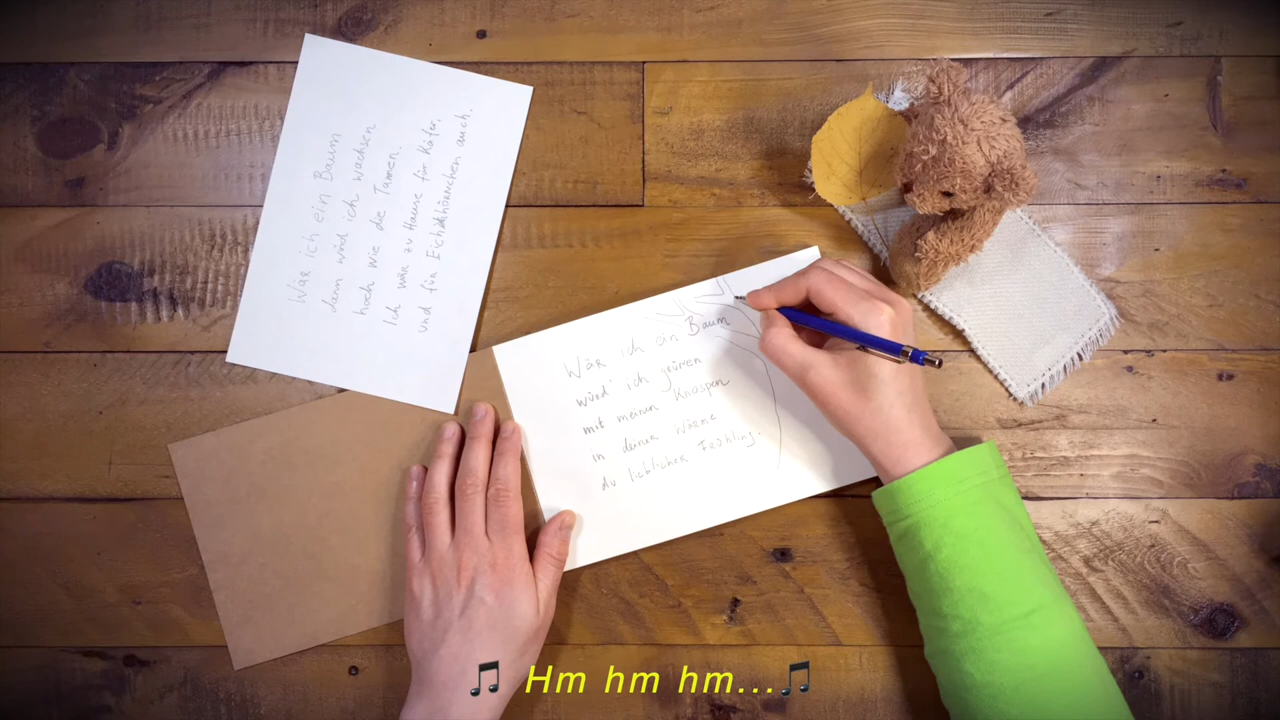 Wär ich ein Baum
dann würd ich wachsen
hoch wie die Tannen.
Ich wär zu Hause für Käfer,
und für Eichhörnchen auch.
Wär ich ein Baum
würd' ich grünen
mit meinen Knospen
in deiner Wärme
du lieblicher Frühling.
♫ Hm hm hm...♫